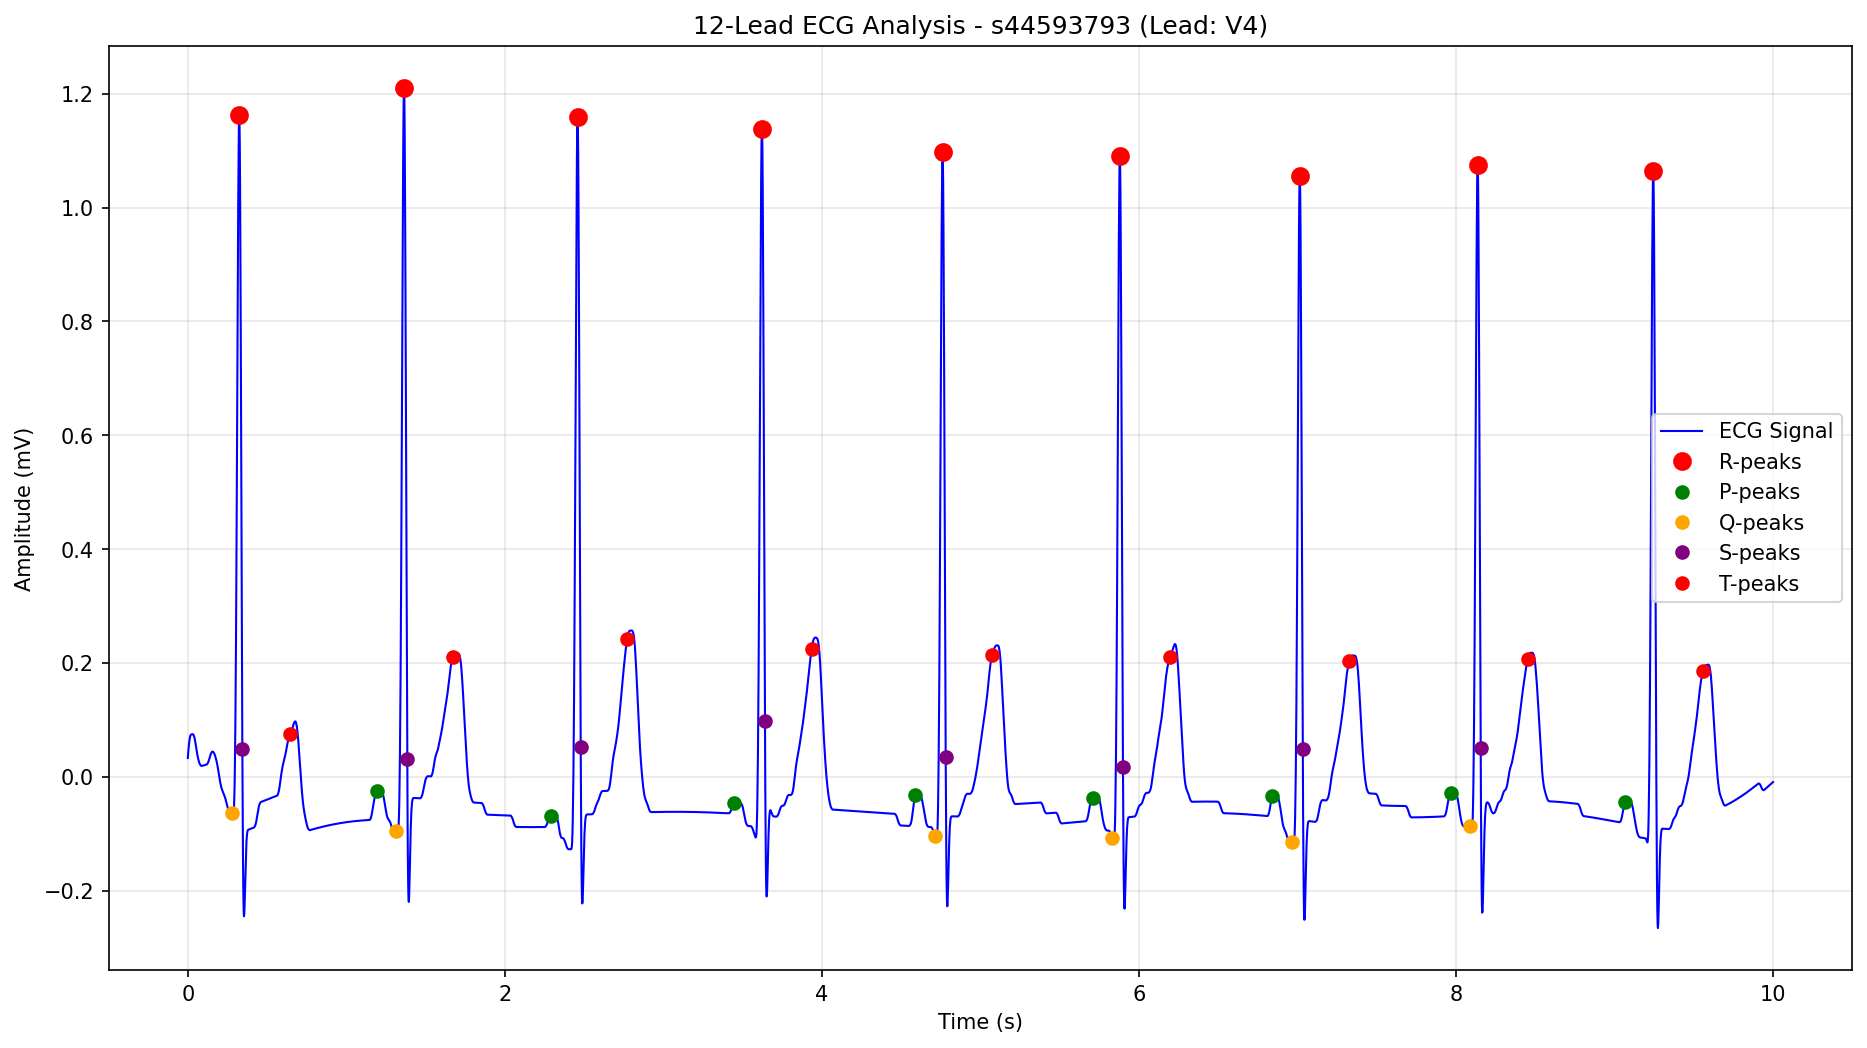 12-Lead ECG Analysis - s44593793 (Lead: V4)
Amplitude (mV)
1.2
1.0
0.8
0.6
0.4
0.2
0.0
−0.2
ECG Signal
R-peaks
P-peaks
Q-peaks
S-peaks
T-peaks
0 2 4 6 8 10
Time (s)